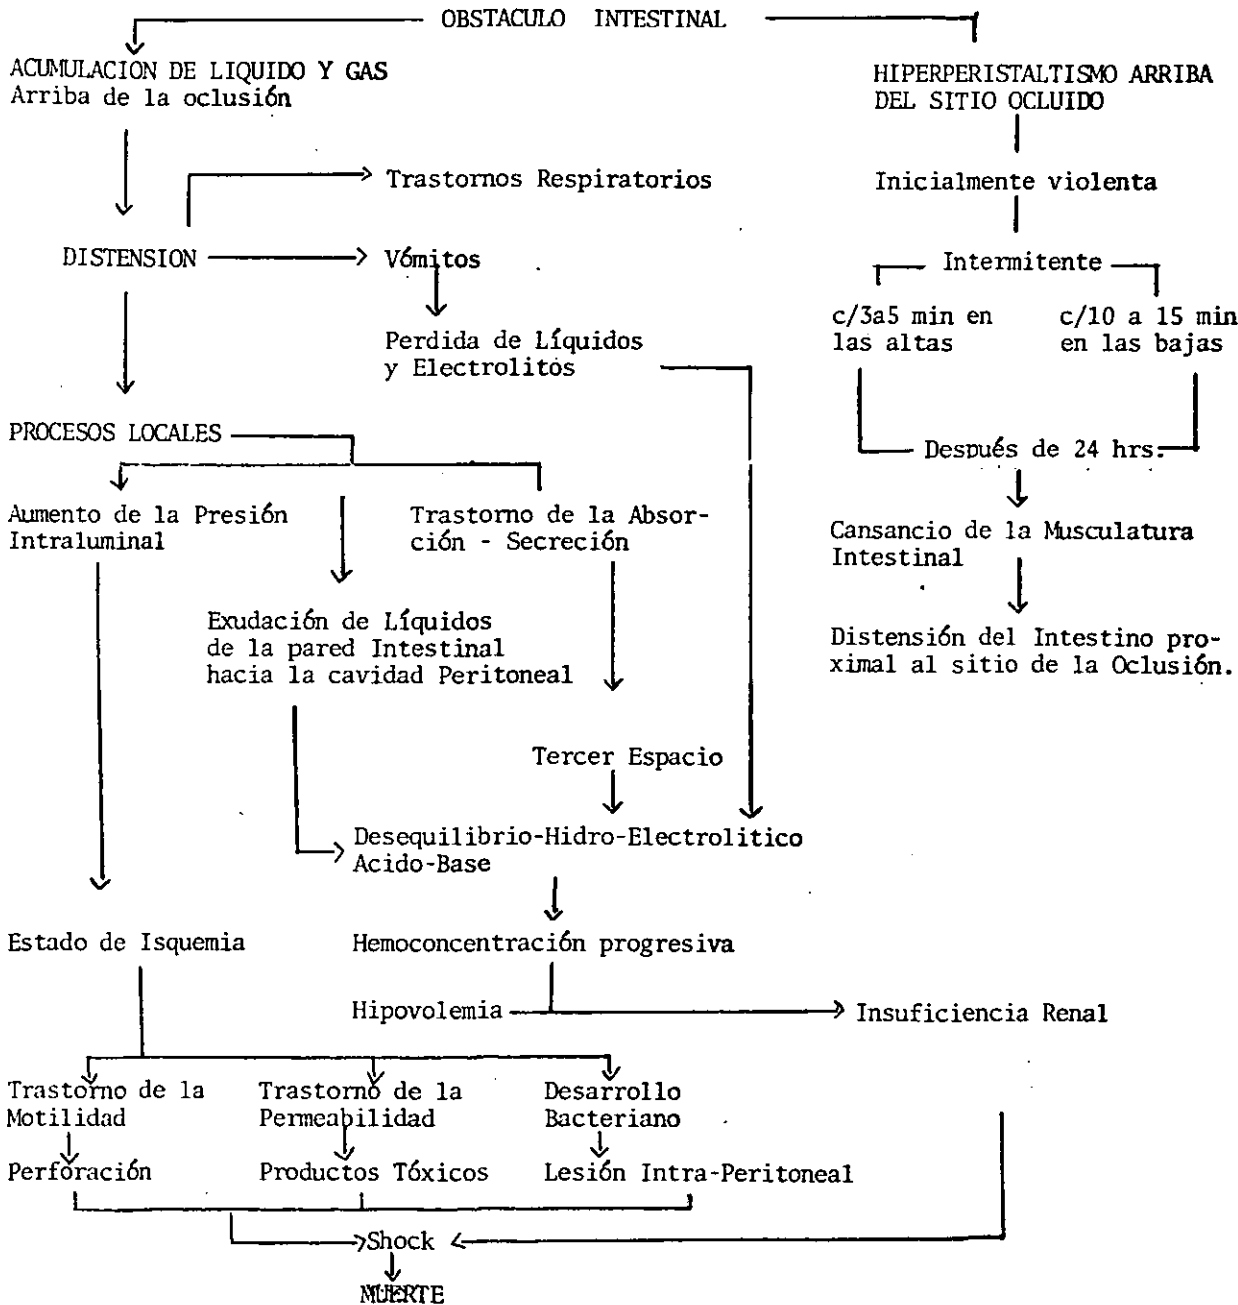 OBSTACULO INTESTINAL
ACUMULACION DE LIQUIDO Y GAS
Arriba de la oclusión
HIPERPERISTALTISMO ARRIBA
DEL SITIO OCLUIDO
Trastornos Respiratorios
Inicialmente violenta
DISTENSION
Vómitos
Intermitente
c/3a5 min en
las altas
c/10 a 15 min
en las bajas
Perdida de Líquidos
y Electrolitos
PROCESOS LOCALES
Después de 24 hrs.
Aumento de la Presión
Intraluminal
Trastorno de la Absor-
ción - Secreción
Cansancio de la Musculatura
Intestinal
Exudación de Líquidos
de la pared Intestinal
hacia la cavidad Peritoneal
Distensión del Intestino pro-
ximal al sitio de la Oclusión.
Tercer Espacio
Desequilibrio-Hidro-Electrolitico
Acido-Base
Estado de Isquemia
Hemoconcentración progresiva
Hipovolemia
Insuficiencia Renal
Trastorno de la
Motilidad
Trastorno de la
Permeabilidad
Desarrollo
Bacteriano
Perforación
Productos Tóxicos
Lesión Intra-Peritoneal
Shock
MUERTE